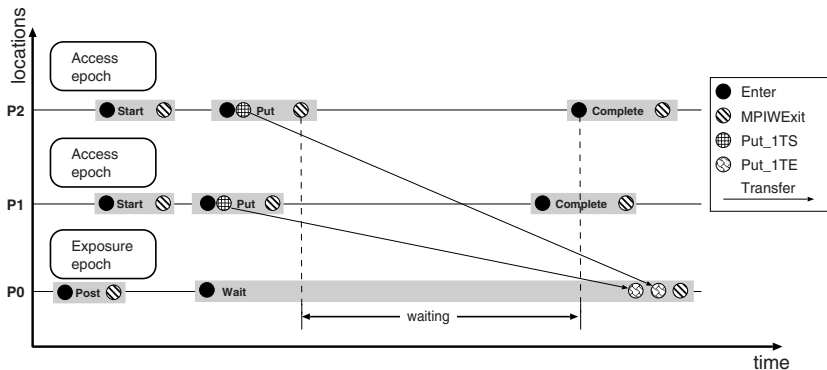 locations
Access
epoch
P2
Start
Put
Complete
Access
epoch
P1
Start
Put
Complete
Exposure
epoch
P0
Post
Wait
waiting
time
Enter
MPIWExit
Put_1TS
Put_1TE
Transfer